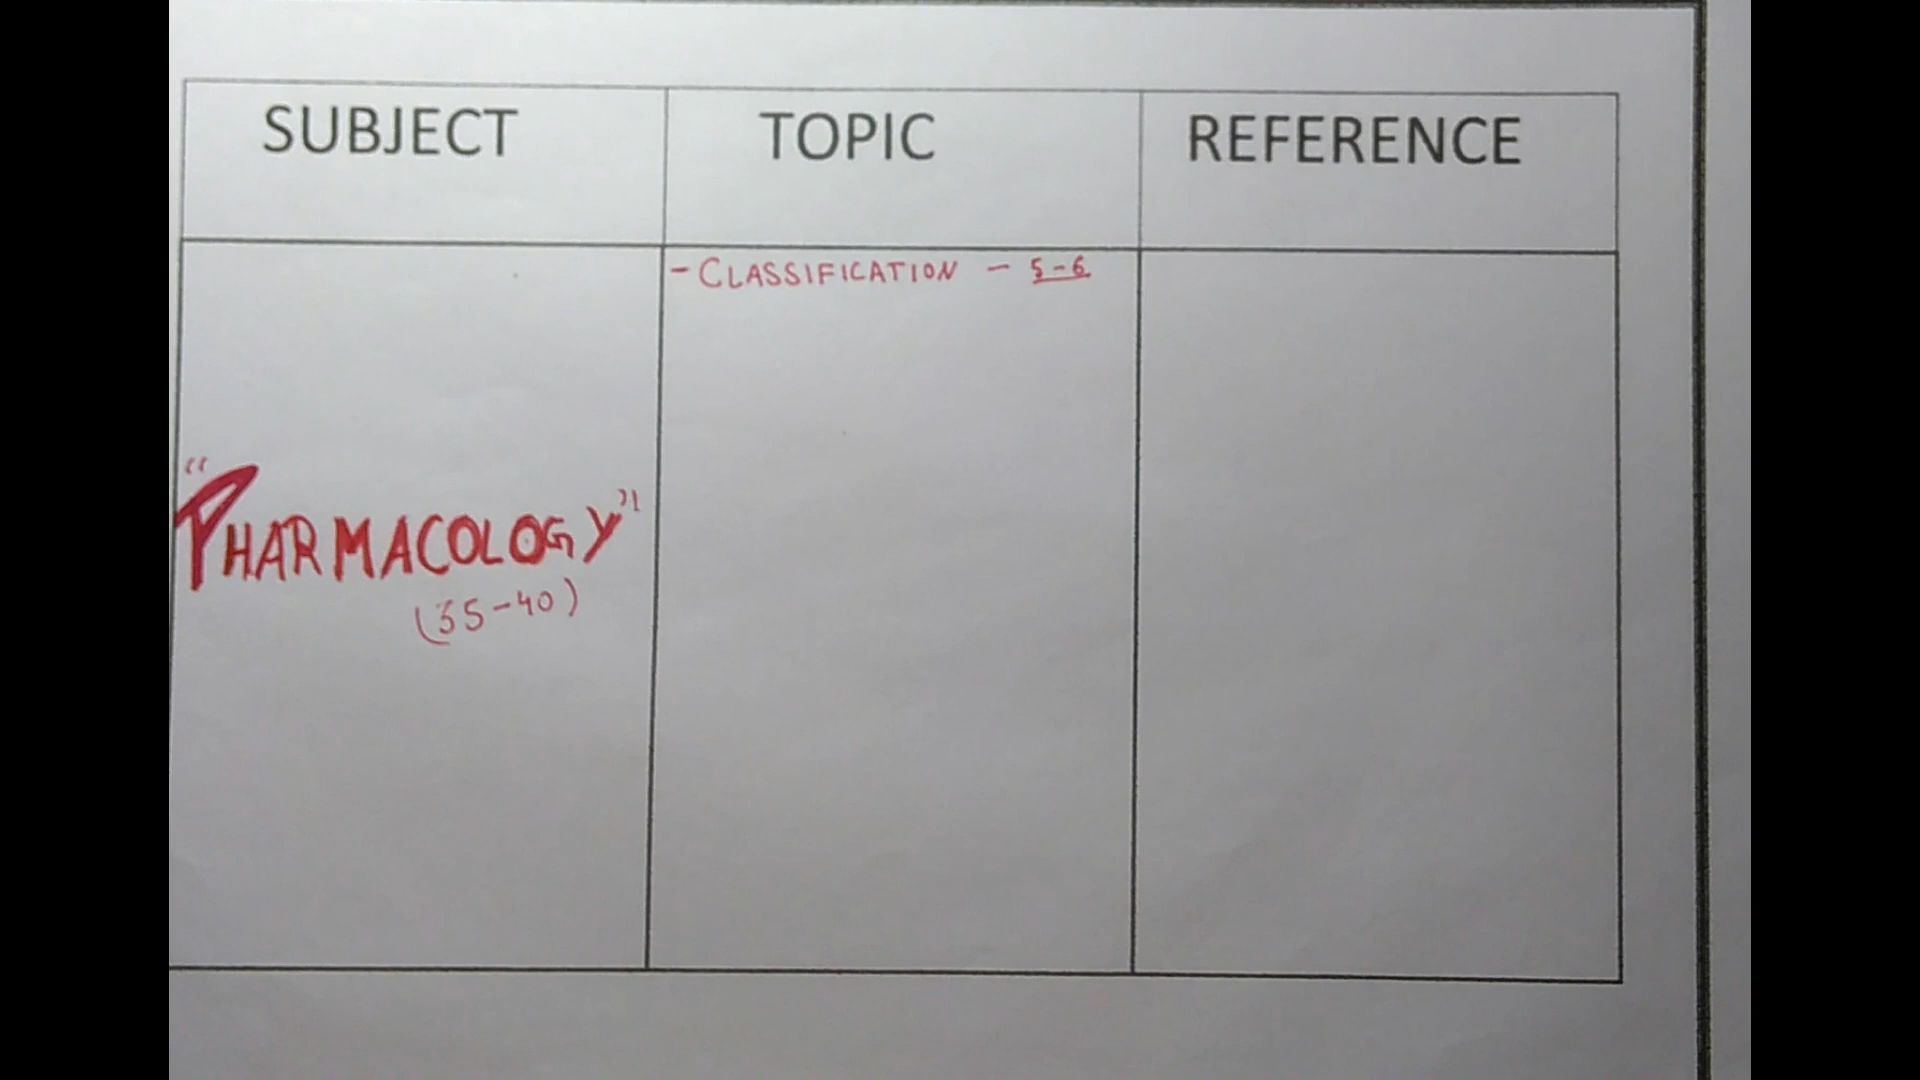 SUBJECT TOPIC REFERENCE
- CLASSIFICATION - 5-6
"PHARMACOLOGY"
(35-40)